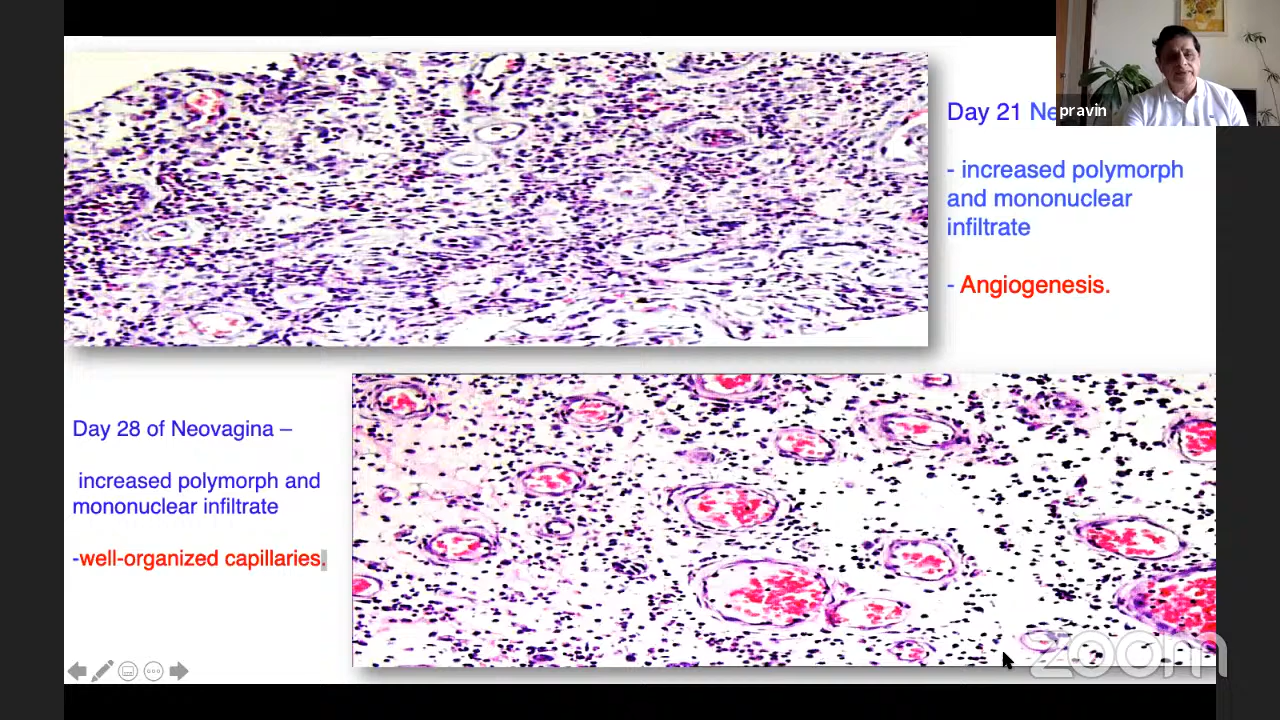 pravin
Day 21 Ne
- increased polymorph
and mononuclear
infiltrate
- Angiogenesis.
Day 28 of Neovagina –
increased polymorph and
mononuclear infiltrate
-well-organized capillaries.
zoom